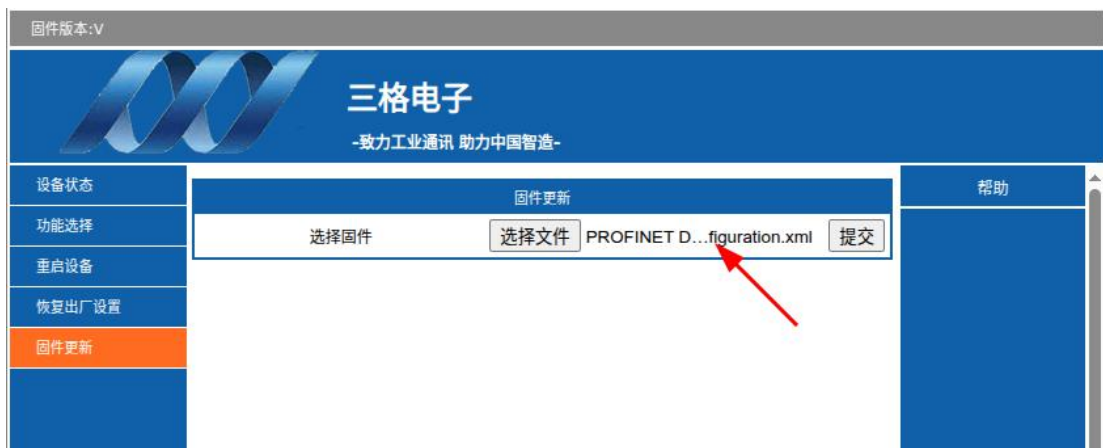 固件版本:V
三格电子
-致力工业通讯 助力中国智造-
设备状态
功能选择
重启设备
恢复出厂设置
固件更新
固件更新
选择固件 选择文件 PROFINET D...figuration.xml 提交
帮助